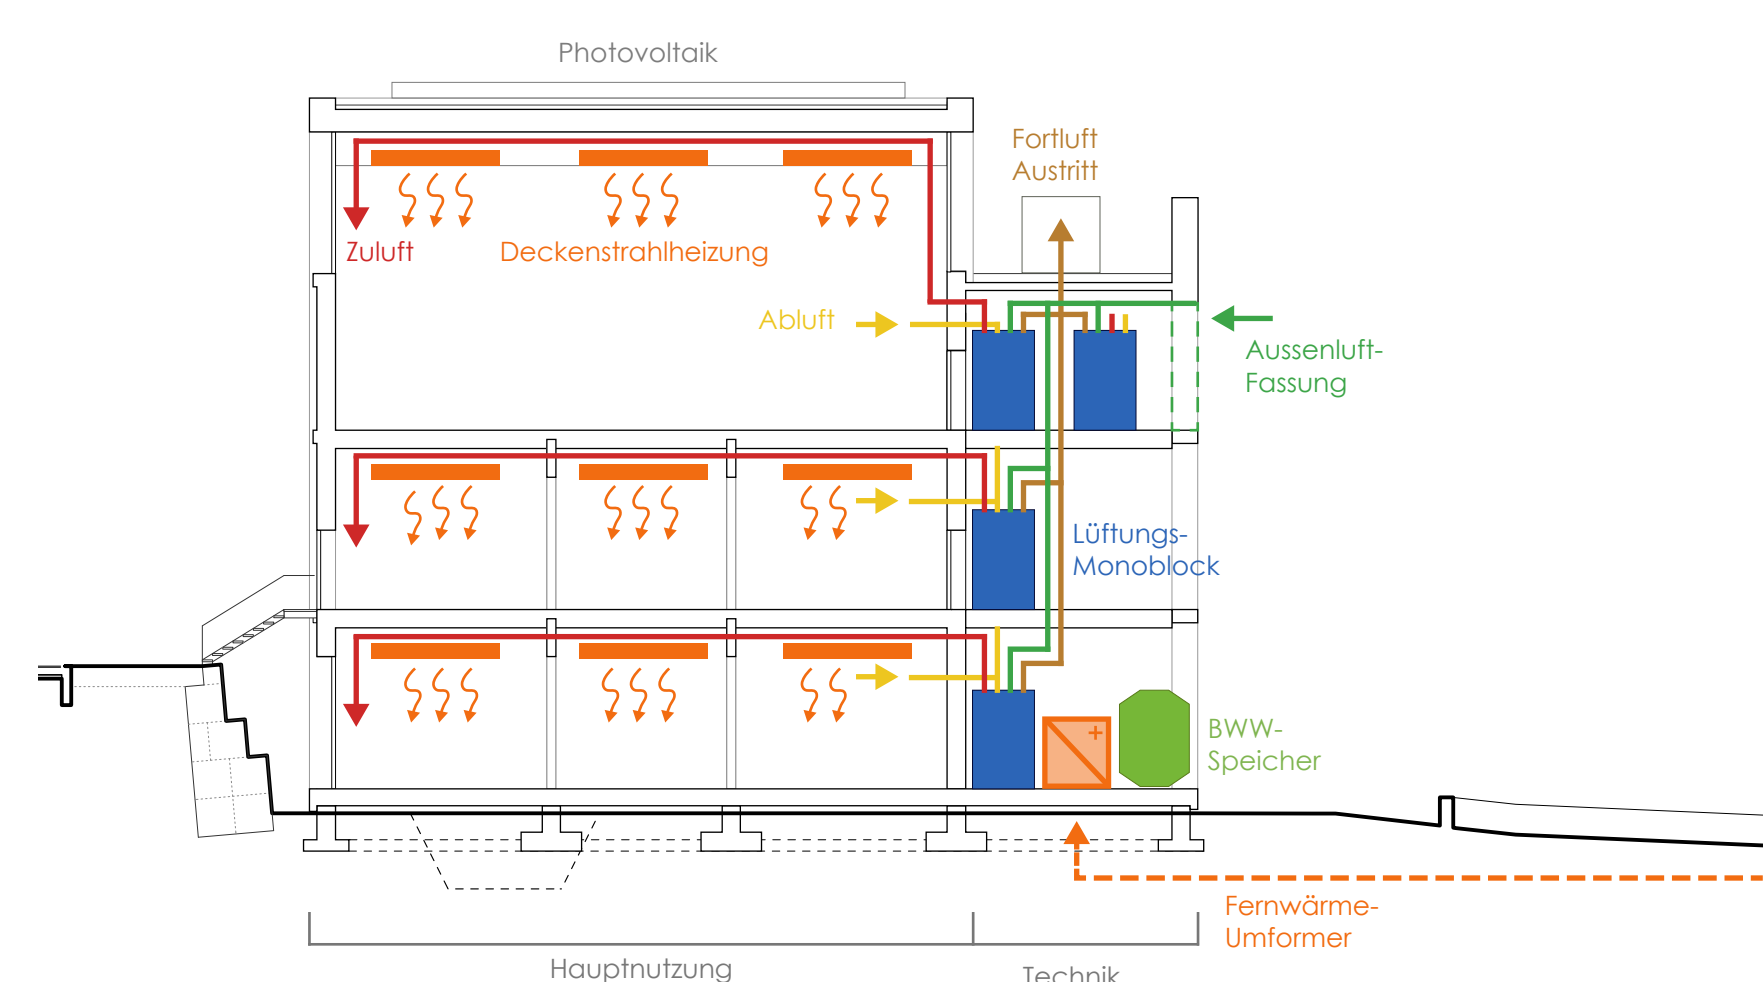 Photovoltaik
Fortluft
Austritt
Zuluft
Deckenstrahlheizung
Abluft
Aussenluft-
Fassung
Lüftungs-
Monoblock
+
BWW-
Speicher
Fernwärme-
Umformer
Hauptnutzung
Technik